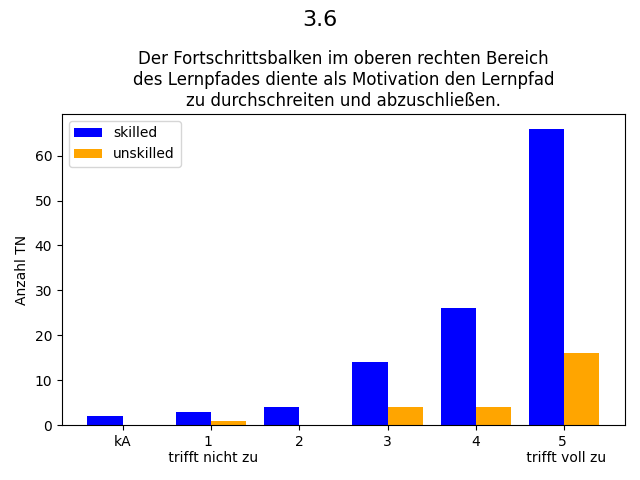 3.6
Der Fortschrittsbalken im oberen rechten Bereich
des Lernpfades diente als Motivation den Lernpfad
zu durchschreiten und abzuschließen.
skilled
unskilled
Anzahl TN
60
50
40
30
20
10
0
kA 1 2 3 4 5
trifft nicht zu trifft voll zu